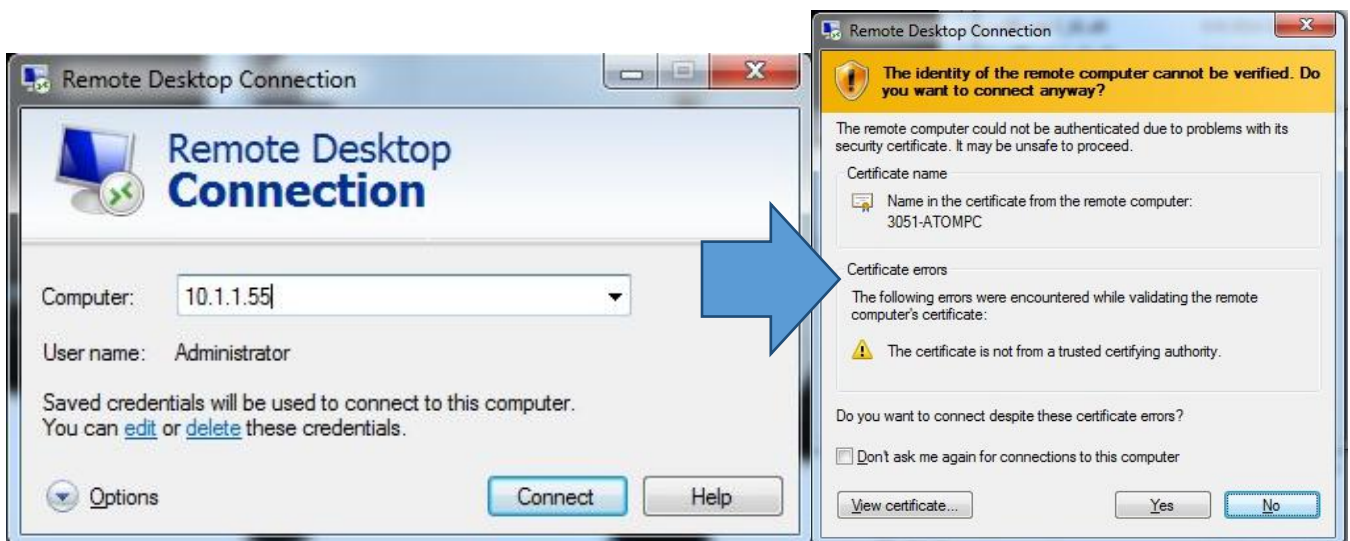 Remote Desktop Connection
Remote Desktop
Connection
Computer: 10.1.1.55
User name: Administrator
Saved credentials will be used to connect to this computer.
You can edit or delete these credentials.
Options Connect Help
Remote Desktop Connection
The identity of the remote computer cannot be verified. Do
you want to connect anyway?
The remote computer could not be authenticated due to problems with its
security certificate. It may be unsafe to proceed.
Certificate name
Name in the certificate from the remote computer:
3051-ATOMPC
Certificate errors
The following errors were encountered while validating the remote
computer's certificate:
The certificate is not from a trusted certifying authority.
Do you want to connect despite these certificate errors?
Don't ask me again for connections to this computer
View certificate... Yes No